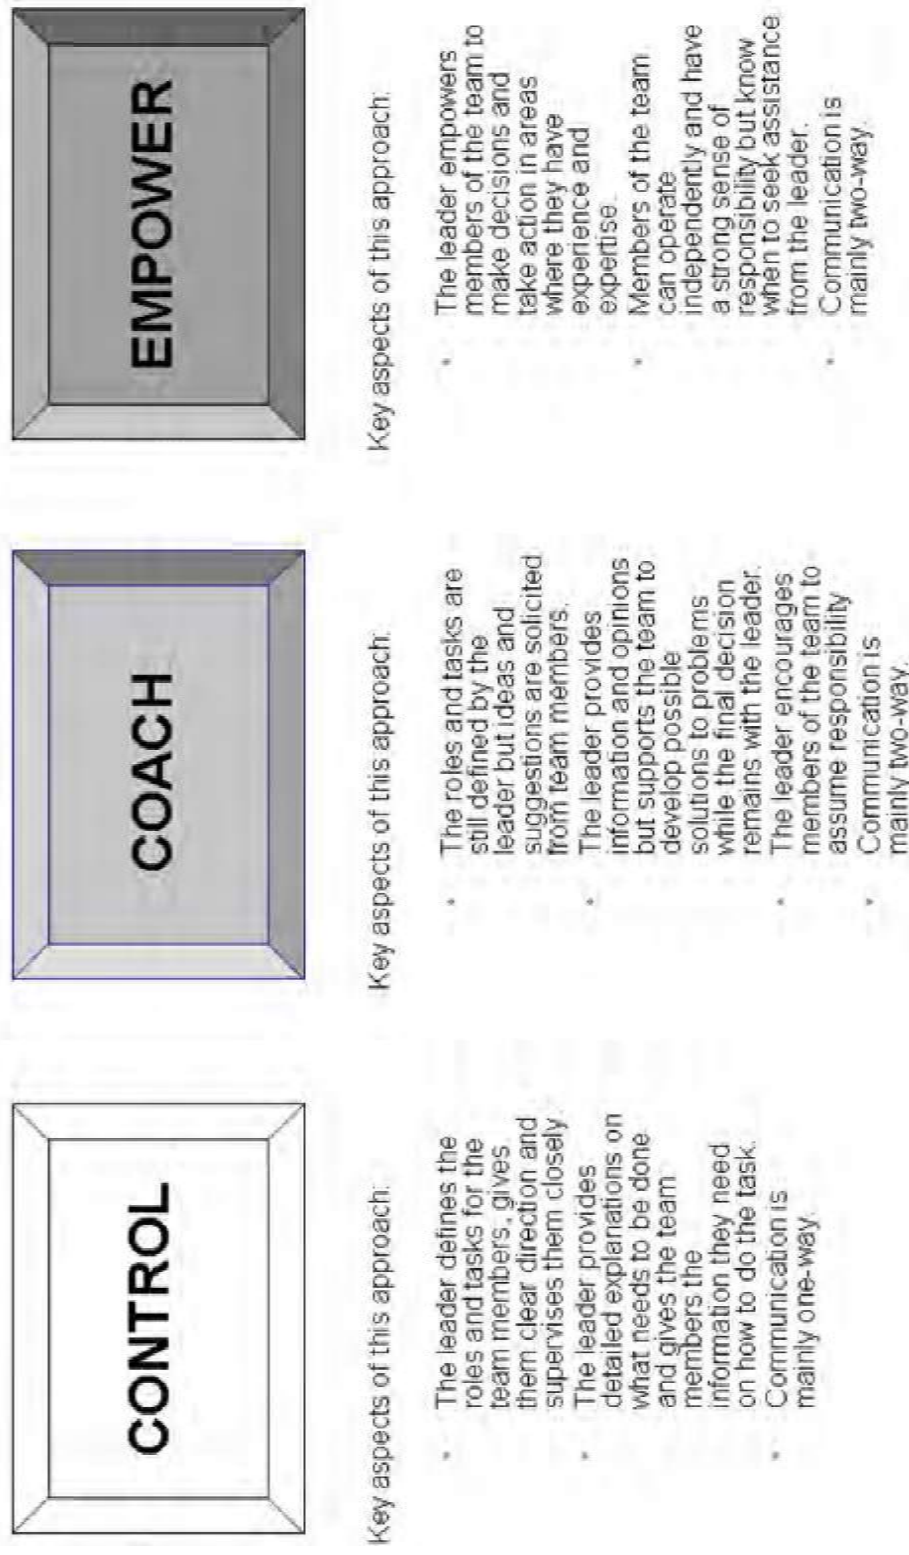 CONTROL
Key aspects of this approach:
* The leader defines the
roles and tasks for the
team members, gives
them clear direction and
supervises them closely.
* The leader provides
detailed explanations on
what needs to be done
and gives the team
members the
information they need
on how to do the task.
* Communication is
mainly one-way.
COACH
Key aspects of this approach:
* The roles and tasks are
still defined by the
leader but ideas and
suggestions are solicited
from team members.
* The leader provides
information and opinions
but supports the team to
develop possible
solutions to problems
while the final decision
remains with the leader.
* The leader encourages
members of the team to
assume responsibility
* Communication is
mainly two-way.
EMPOWER
Key aspects of this approach:
* The leader empowers
members of the team to
make decisions and
take action in areas
where they have
experience and
expertise.
* Members of the team
can operate
independently and have
a strong sense of
responsibility but know
when to seek assistance
from the leader.
* Communication is
mainly two-way.